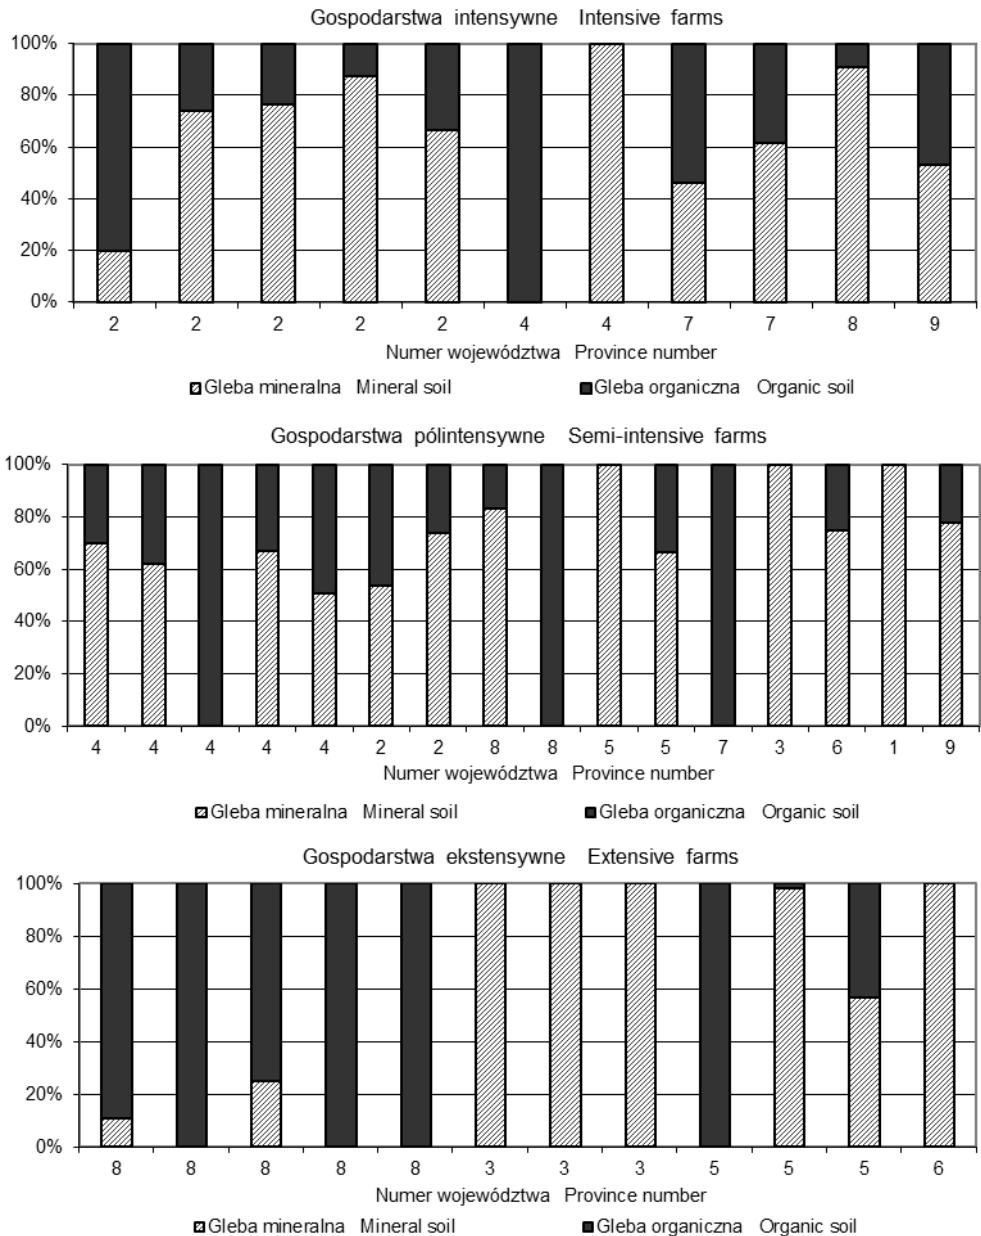 Gospodarstwa intensywne Intensive farms
100%
80%
60%
40%
20%
0%
2 2 2 2 2 4 4 7 7 8 9
Numer województwa Province number
Gleba mineralna Mineral soil Gleba organiczna Organic soil
Gospodarstwa półintensywne Semi-intensive farms
100%
80%
60%
40%
20%
0%
4 4 4 4 4 2 2 8 8 5 5 7 3 6 1 9
Numer województwa Province number
Gleba mineralna Mineral soil Gleba organiczna Organic soil
Gospodarstwa ekstensywne Extensive farms
100%
80%
60%
40%
20%
0%
8 8 8 8 8 3 3 3 5 5 5 6
Numer województwa Province number
Gleba mineralna Mineral soil Gleba organiczna Organic soil